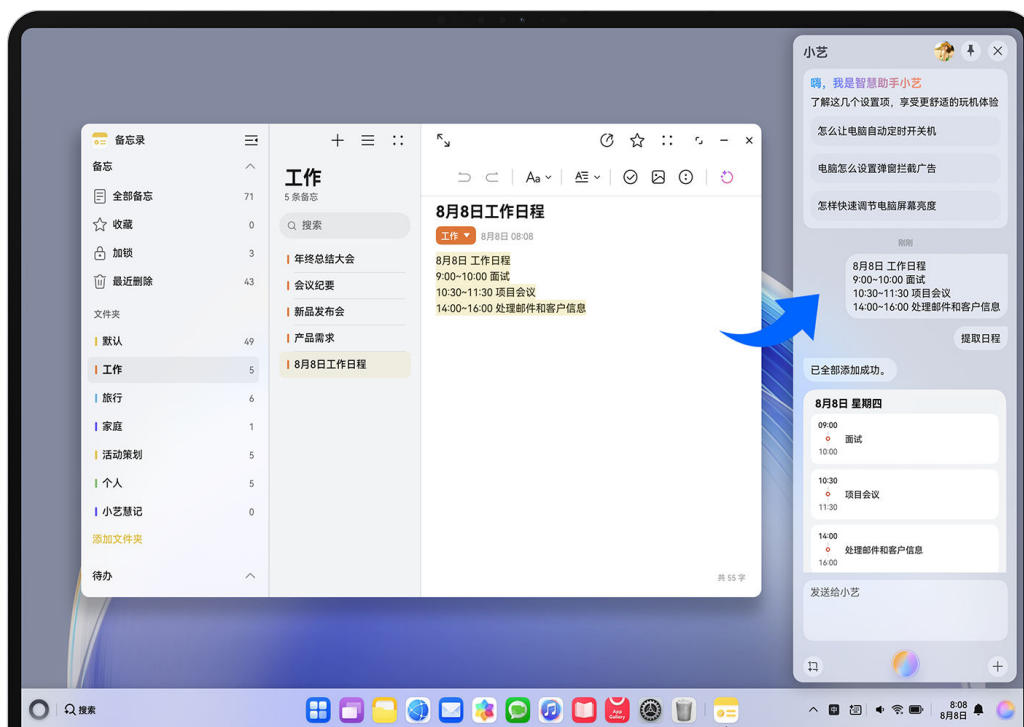 备忘录
备忘
全部备忘 71
收藏 0
加锁 3
最近删除 43
文件夹
默认 49
工作 5
旅行 6
家庭 1
活动策划 5
个人 5
小艺慧记 0
添加文件夹
待办
工作
5 条备忘
搜索
年终总结大会
会议纪要
新品发布会
产品需求
8月8日工作日程
Aa
8月8日工作日程
工作 8月8日 08:08
8月8日 工作日程
9:00~10:00 面试
10:30~11:30 项目会议
14:00~16:00 处理邮件和客户信息
共 55 字
小艺
嗨，我是智慧助手小艺
了解这几个设置项，享受更舒适的玩机体验
怎么让电脑自动定时开关机
电脑怎么设置弹窗拦截广告
怎样快速调节电脑屏幕亮度
刚刚
8月8日 工作日程
9:00~10:00 面试
10:30~11:30 项目会议
14:00~16:00 处理邮件和客户信息
提取日程
已全部添加成功。
8月8日 星期四
09:00
面试
10:00
10:30
项目会议
11:30
14:00
处理邮件和客户信息
16:00
发送给小艺
搜索
App
Gallery
中
8:08
8月8日